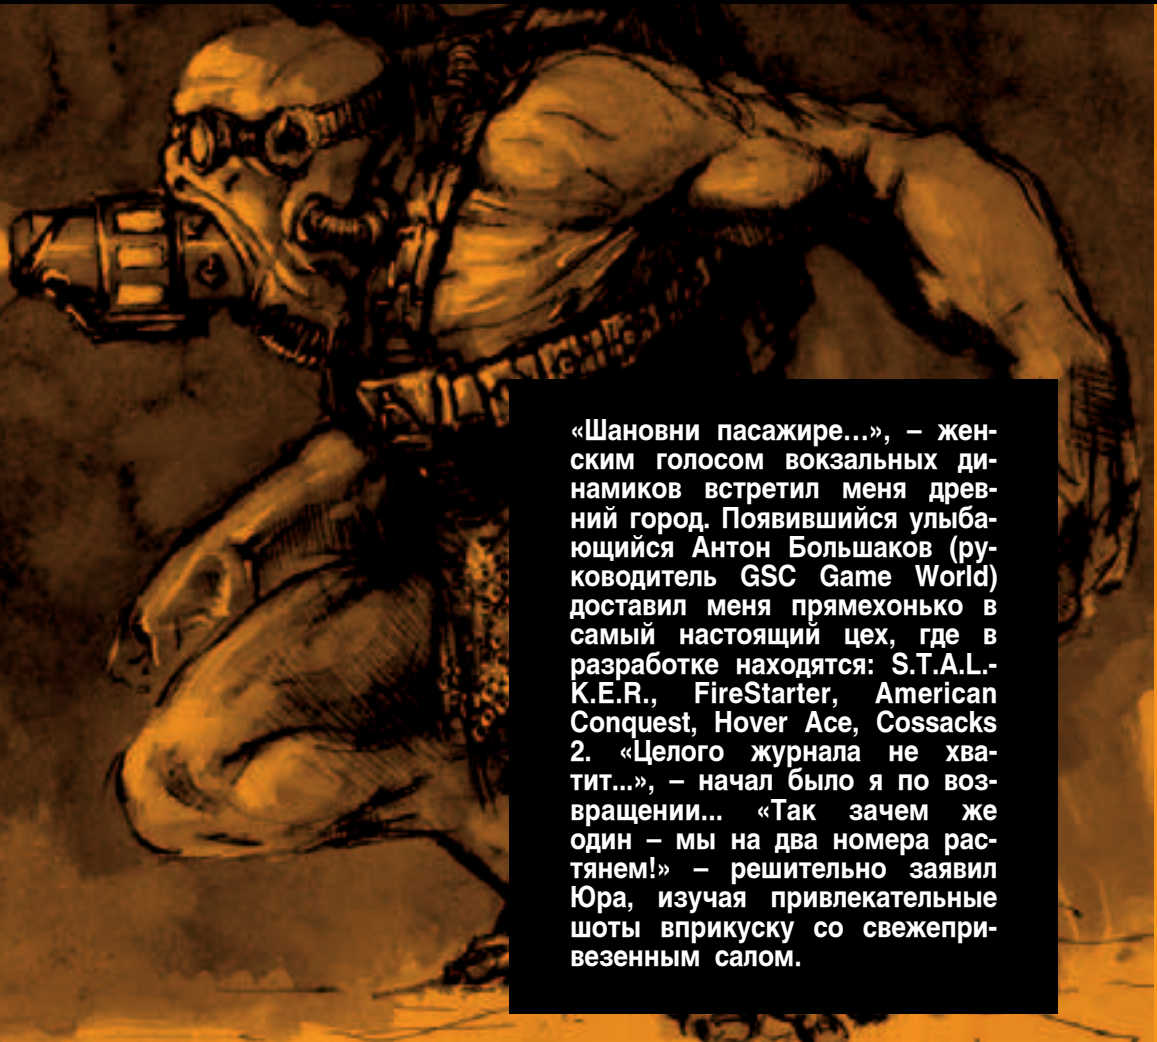 «Шановни пасажире...», – жен-
ским голосом вокзальных ди-
намиков встретил меня древ-
ний город. Появившийся улыба-
ющийся Антон Большаков (ру-
ководитель GSC Game World)
доставил меня прямехонько в
самый настоящий цех, где в
разработке находятся: S.T.A.L.-
K.E.R., FireStarter, American
Conquest, Hover Ace, Cossacks
2. «Целого журнала не хва-
тит...», – начал было я по воз-
вращении... «Так зачем же
один – мы на два номера рас-
тянем!» – решительно заявил
Юра, изучая привлекательные
шоты вприкуску со свежепри-
везенным салом.